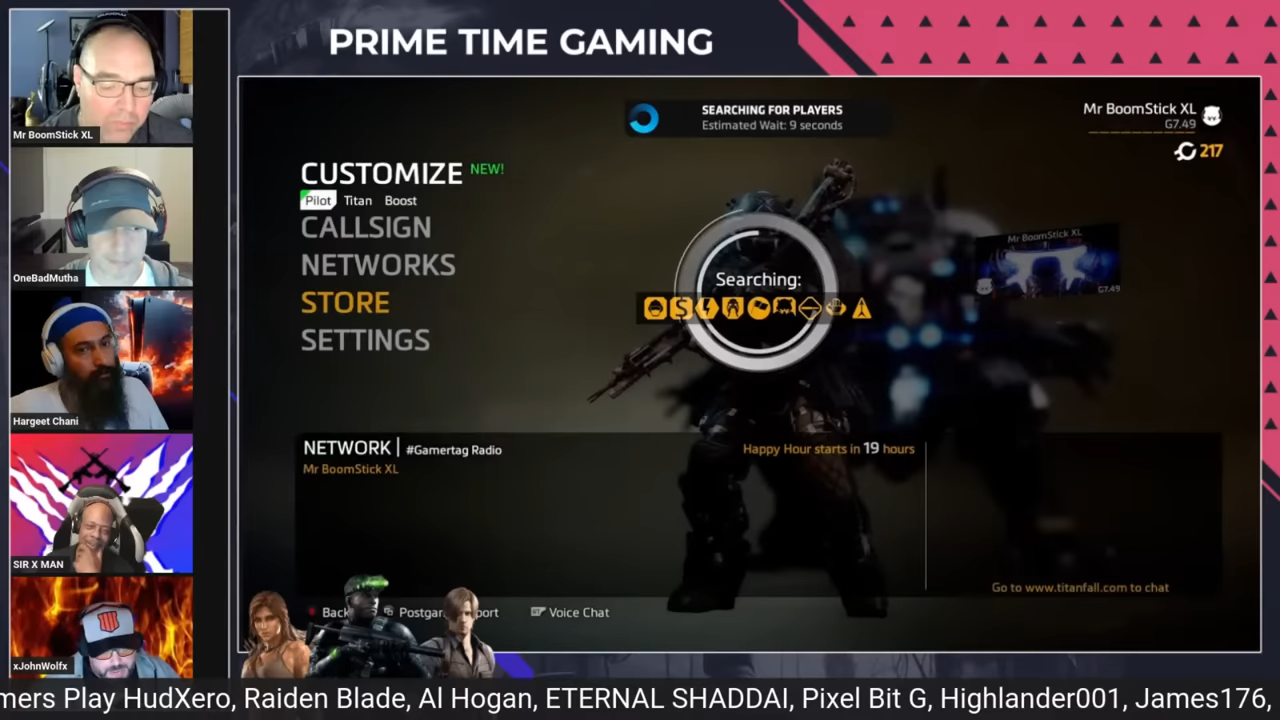 PRIME TIME GAMING
Mr BoomStick XL
OneBadMutha
Hargeet Chani
SIR X MAN
xJohnWolfx
SEARCHING FOR PLAYERS
Estimated Wait: 9 seconds
Mr BoomStick XL
G7.49
217
CUSTOMIZE NEW!
Pilot Titan Boost
CALLSIGN
NETWORKS
STORE
SETTINGS
Searching:
Mr BoomStick XL
G7.49
NETWORK | #Gamertag Radio
Mr BoomStick XL
Happy Hour starts in 19 hours
Go to www.titanfall.com to chat
Back
Voice Chat
mers Play HudXero, Raiden Blade, Al Hogan, ETERNAL SHADDAI, Pixel Bit G, Highlander001, James176,